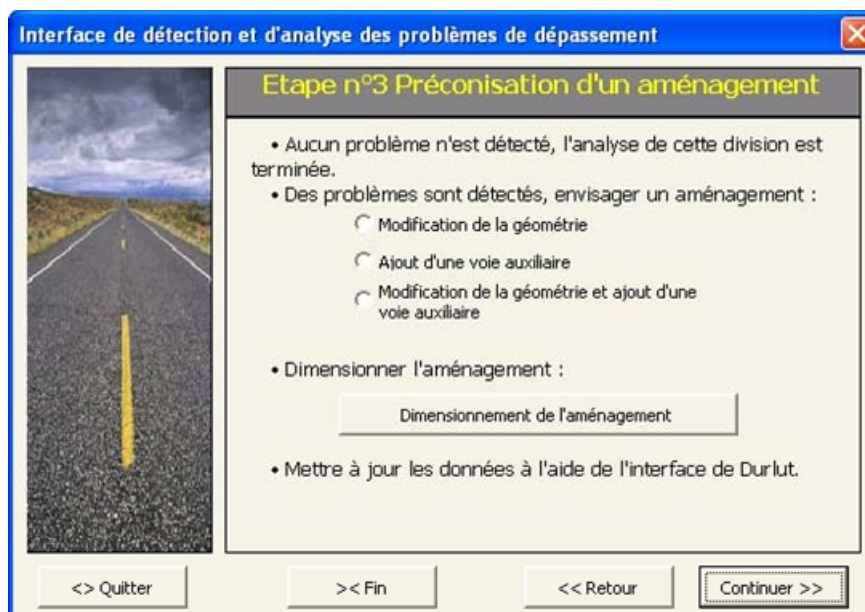 Interface de détection et d'analyse des problèmes de dépassement
Etape n°3 Préconisation d'un aménagement
• Aucun problème n'est détecté, l'analyse de cette division est
terminée.
• Des problèmes sont détectés, envisager un aménagement :
Modification de la géométrie
Ajout d'une voie auxiliaire
Modification de la géométrie et ajout d'une
voie auxiliaire
• Dimensionner l'aménagement :
Dimensionnement de l'aménagement
• Mettre à jour les données à l'aide de l'interface de Durlut.
<> Quitter
>< Fin
<< Retour
Continuer >>